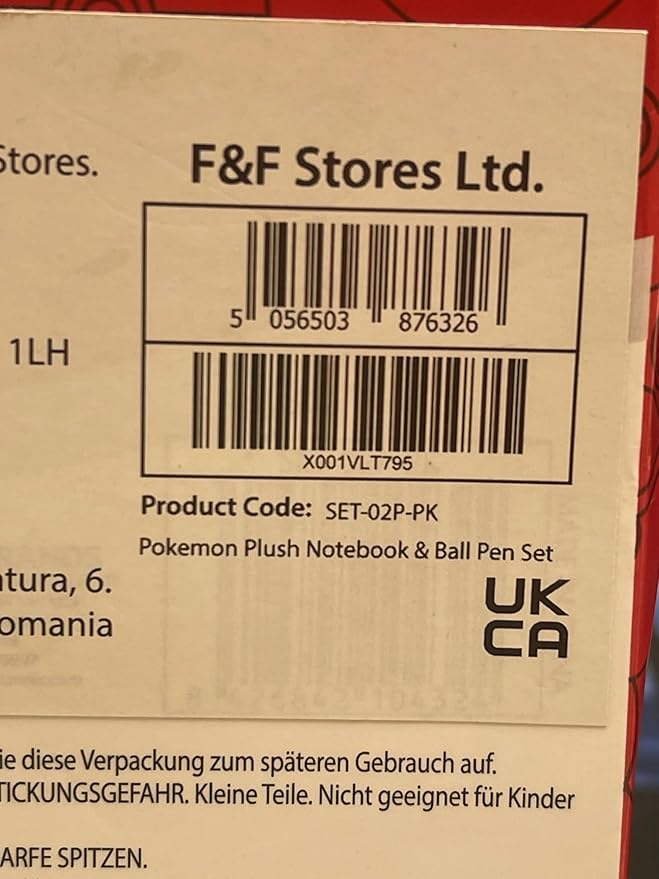 Stores.
F&F Stores Ltd.
5 056503 876326
1LH
X001VLT795
Product Code: SET-02P-PK
Pokemon Plush Notebook & Ball Pen Set
atura, 6.
omania
UK
CA
ie diese Verpackung zum späteren Gebrauch auf.
TICKUNGSGEFAHR. Kleine Teile. Nicht geeignet für Kinder
ARFE SPITZEN.